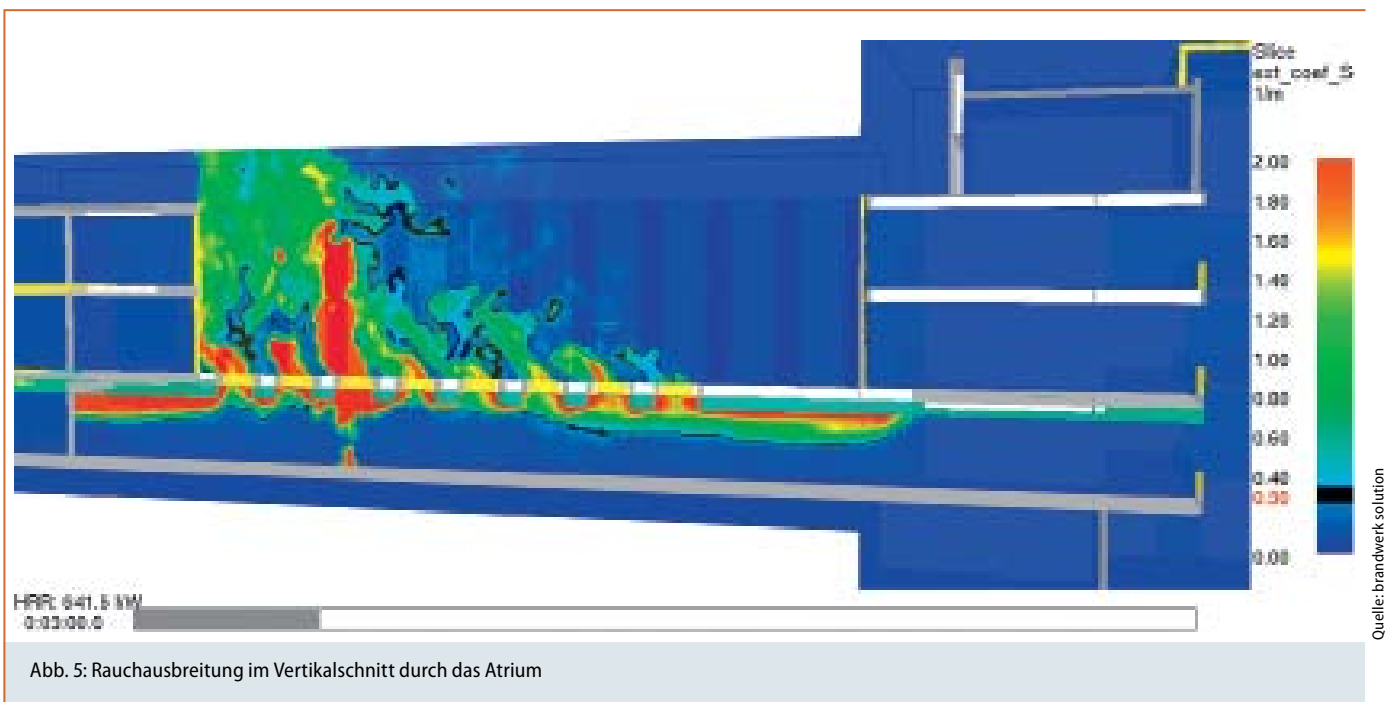 Slice
ext_coef_S
1/m
2.00
1.80
1.60
1.40
1.20
1.00
0.80
0.60
0.40
0.30
0.00
HRR: 641.5 kW
0:03:00.0
Abb. 5: Rauchausbreitung im Vertikalschnitt durch das Atrium
Quelle: brandwerk solution